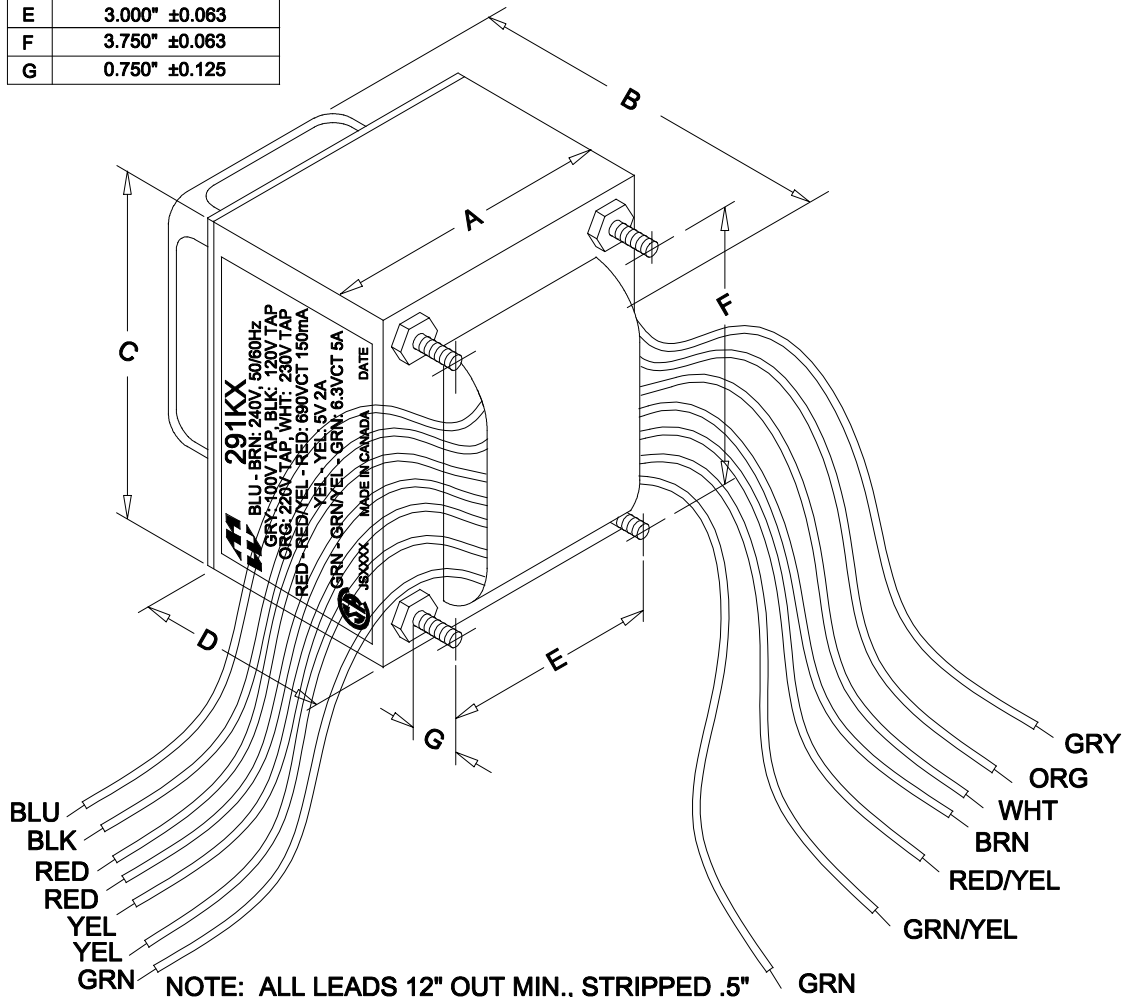 E 3.000" ±0.063
F 3.750" ±0.063
G 0.750" ±0.125
B
A
F
C
291KX
BLU - BRN: 240V, 50/60Hz
GRY: 100V TAP, BLK: 120V TAP
ORG: 220V TAP, WHT: 230V TAP
RED - RED/YEL - RED: 690VCT 150mA
YEL - YEL: 5V 2A
GRN - GRN/YEL - GRN: 6.3VCT 5A
JSXXXX MADE IN CANADA DATE
D
E
G
GRY
ORG
WHT
BRN
RED/YEL
GRN/YEL
GRN
BLU
BLK
RED
RED
YEL
YEL
GRN
NOTE: ALL LEADS 12" OUT MIN., STRIPPED .5"